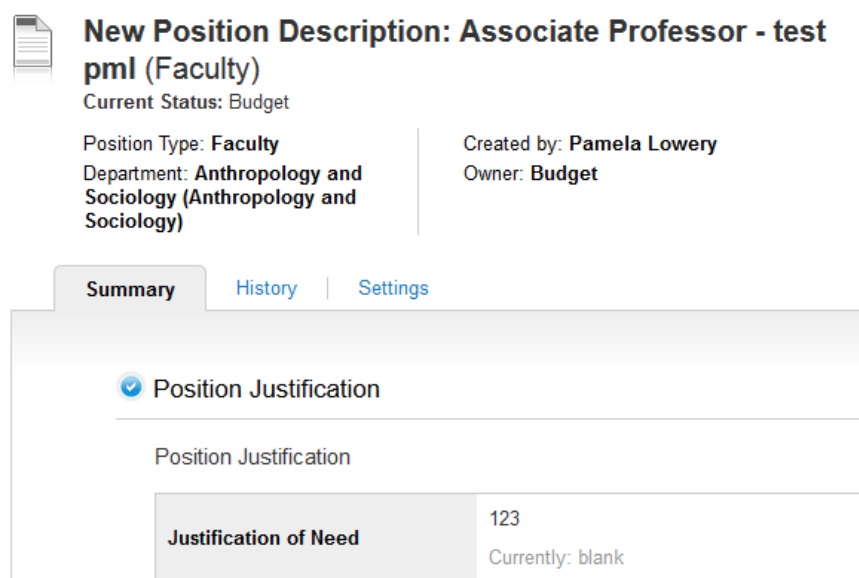 New Position Description: Associate Professor - test
pml (Faculty)
Current Status: Budget
Position Type: Faculty
Department: Anthropology and
Sociology (Anthropology and
Sociology)
Created by: Pamela Lowery
Owner: Budget
Summary
History
Settings
Position Justification
Position Justification
Justification of Need
123
Currently: blank